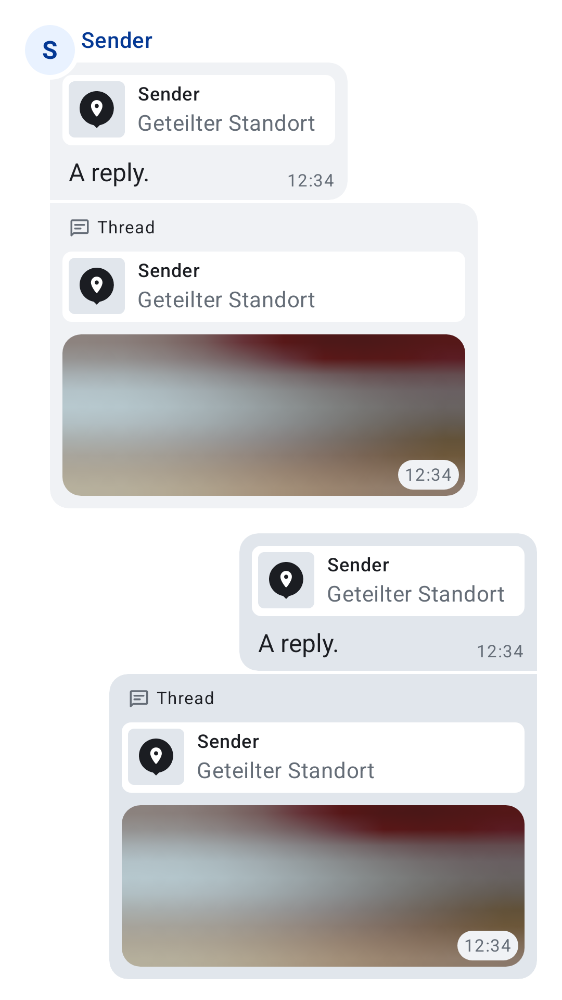 S
Sender
Sender
Geteilter Standort
A reply.
12:34
Thread
Sender
Geteilter Standort
12:34
Sender
Geteilter Standort
A reply.
12:34
Thread
Sender
Geteilter Standort
12:34